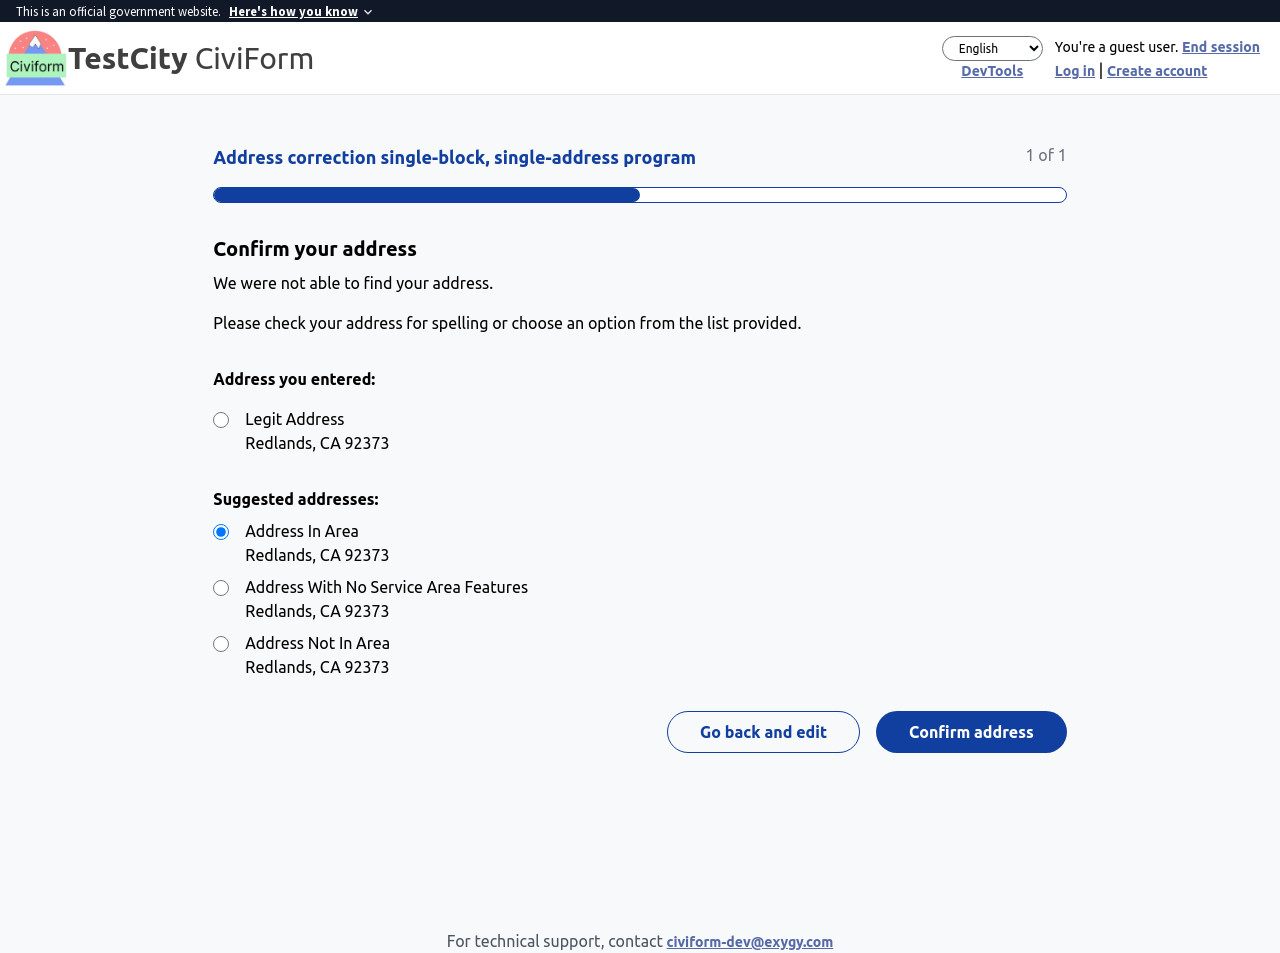 This is an official government website. Here's how you know
Civiform
TestCity CiviForm
English
You're a guest user. End session
DevTools
Log in | Create account
Address correction single-block, single-address program
1 of 1
Confirm your address
We were not able to find your address.
Please check your address for spelling or choose an option from the list provided.
Address you entered:
Legit Address
Redlands, CA 92373
Suggested addresses:
Address In Area
Redlands, CA 92373
Address With No Service Area Features
Redlands, CA 92373
Address Not In Area
Redlands, CA 92373
Go back and edit
Confirm address
For technical support, contact civiform-dev@exygy.com